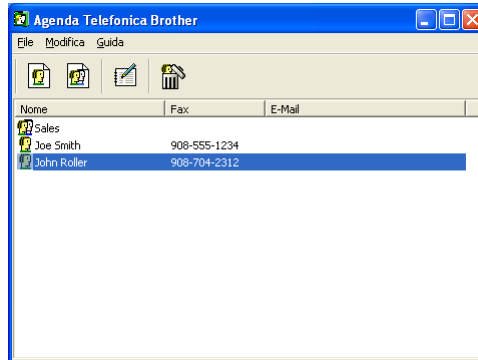 Agenda Telefonica Brother
File Modifica Guida
Nome Fax E-Mail
Sales
Joe Smith 908-555-1234
John Roller 908-704-2312